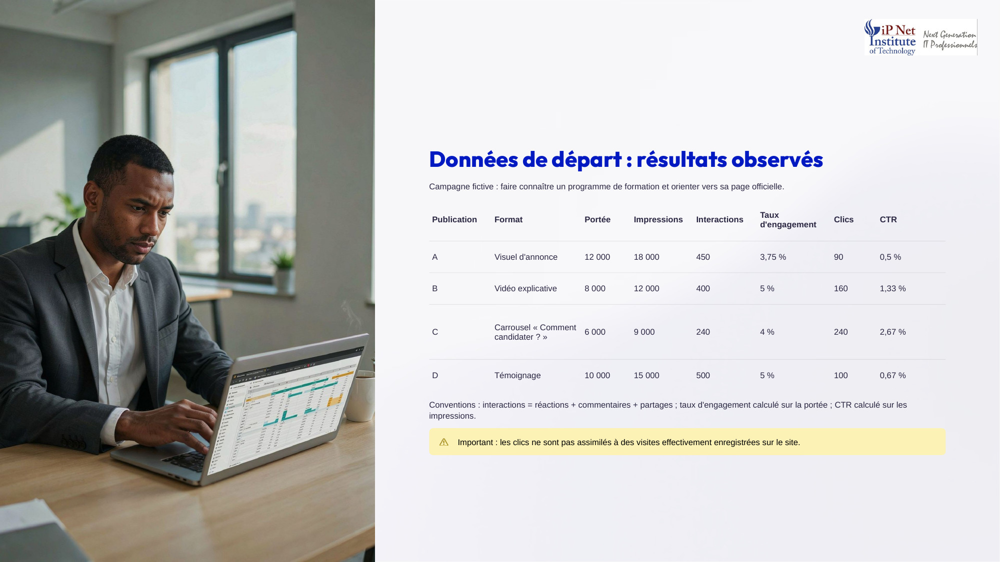 iP Net
Institute
of Technology
Next Generation
IT Professionnels
Données de départ : résultats observés
Campagne fictive : faire connaître un programme de formation et orienter vers sa page officielle.
Publication Format Portée Impressions Interactions Taux d'engagement Clics CTR
A Visuel d'annonce 12 000 18 000 450 3,75 % 90 0,5 %
B Vidéo explicative 8 000 12 000 400 5 % 160 1,33 %
C Carrousel « Comment candidater ? » 6 000 9 000 240 4 % 240 2,67 %
D Témoignage 10 000 15 000 500 5 % 100 0,67 %
Conventions : interactions = réactions + commentaires + partages ; taux d'engagement calculé sur la portée ; CTR calculé sur les
impressions.
Important : les clics ne sont pas assimilés à des visites effectivement enregistrées sur le site.